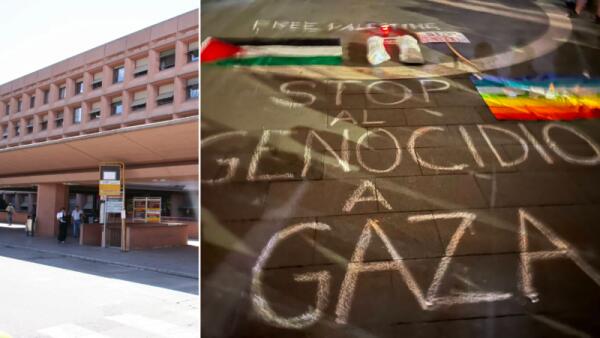 FREE PALESTINE
STOP
AL
GENOCIDIO
A
GAZA